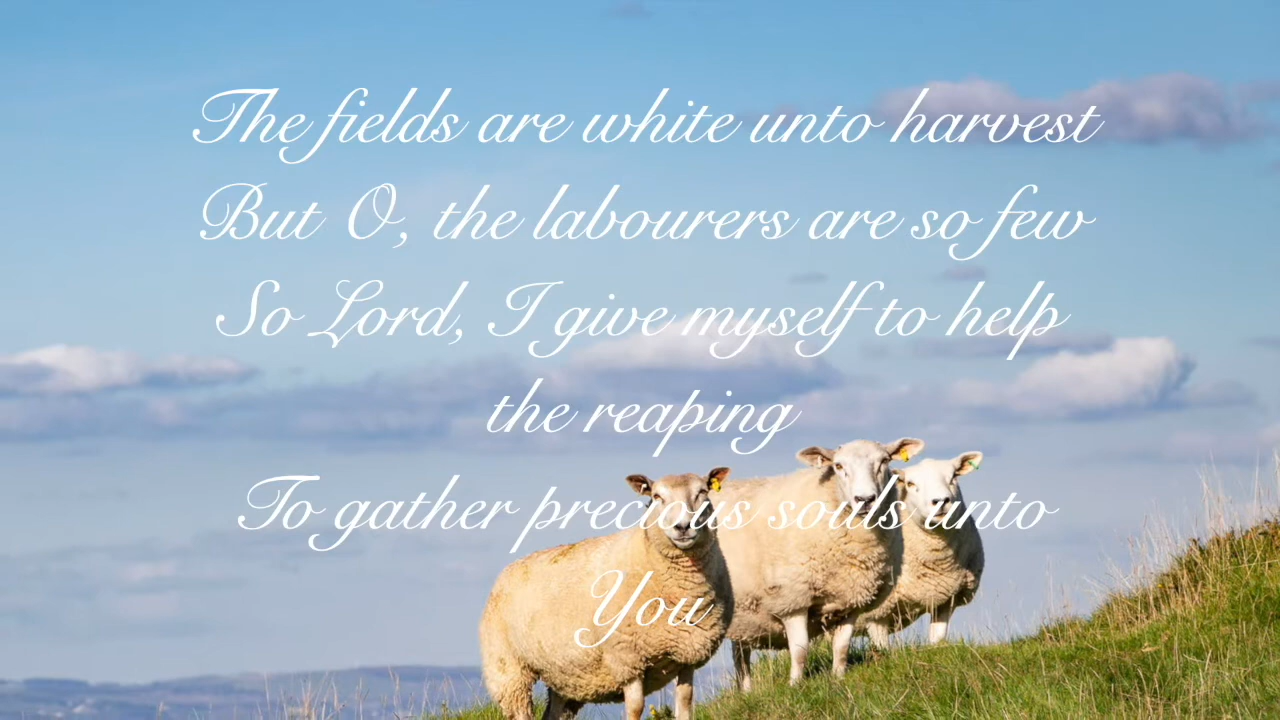 The fields are white unto harvest
But O, the labourers are so few
So Lord, I give myself to help
the reaping
To gather precious souls unto
You